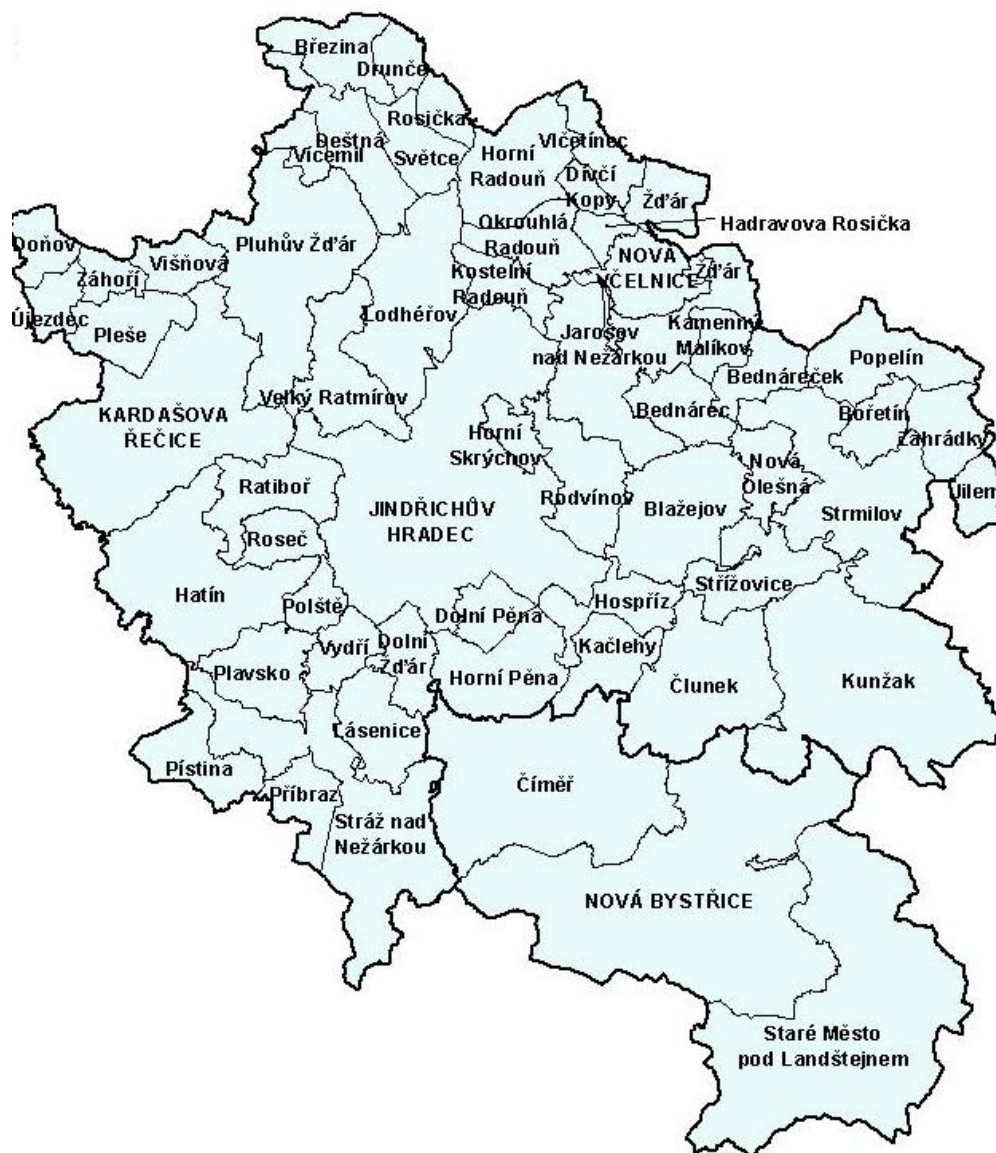 Březina
Drunče
Rosička
Deštná
Vícemil
Světce
Horní
Radouň
Vlčetínec
Dívčí
Kopy
Žďár
Hadravova Rosička
Doňov
Záhoří
Višňová
Pluhův Žďár
Okrouhlá
Radouň
NOVÁ
VČELNICE
Žďár
Újezdec
Pleše
Kostelní
Radouň
Lodhéřov
Jarošov
nad Nežárkou
Kamenný
Malíkov
Popelín
Bednáreček
KARDAŠOVA
ŘEČICE
Velký Ratmírov
Bednárec
Bořetín
Zahrádky
Horní
Skrýchov
Nová
Olešná
Jilem
Ratiboř
JINDŘICHŮV
HRADEC
Rodvínov
Blažejov
Strmilov
Roseč
Hatín
Polště
Střížovice
Hospříz
Dolní Pěna
Vydří
Dolní
Žďár
Kačlehy
Plavsko
Horní Pěna
Člunek
Kunžak
Lásenice
Pístina
Příbraz
Číměř
Stráž nad
Nežárkou
NOVÁ BYSTŘICE
Staré Město
pod Landštejnem